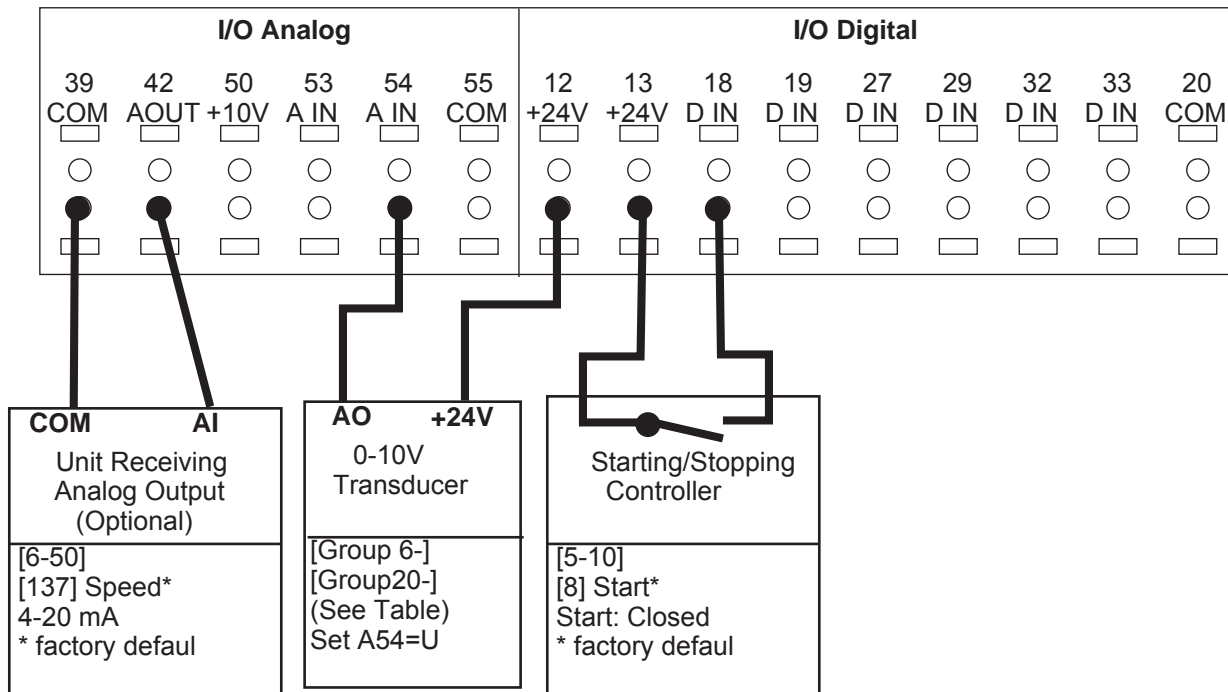 I/O Analog
I/O Digital
39 42 50 53 54 55 12 13 18 19 27 29 32 33 20
COM AOUT +10V A IN A IN COM +24V +24V D IN D IN D IN D IN D IN D IN COM
COM AI
Unit Receiving
Analog Output
(Optional)
[6-50]
[137] Speed*
4-20 mA
* factory defaul
AO +24V
0-10V
Transducer
[Group 6-]
[Group20-]
(See Table)
Set A54=U
Starting/Stopping
Controller
[5-10]
[8] Start*
Start: Closed
* factory defaul